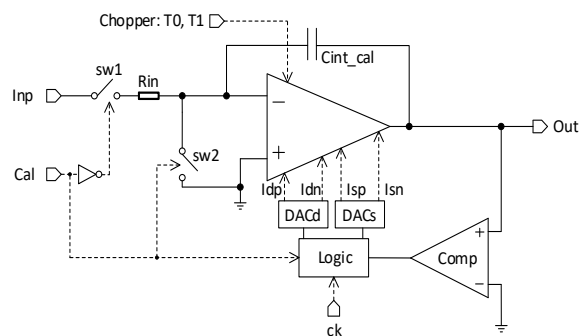 Chopper: T0, T1
Cint_cal
sw1
Rin
Inp
Out
sw2
Cal
Idp
Idn
Isp
Isn
DACd
DACs
Logic
Comp
ck